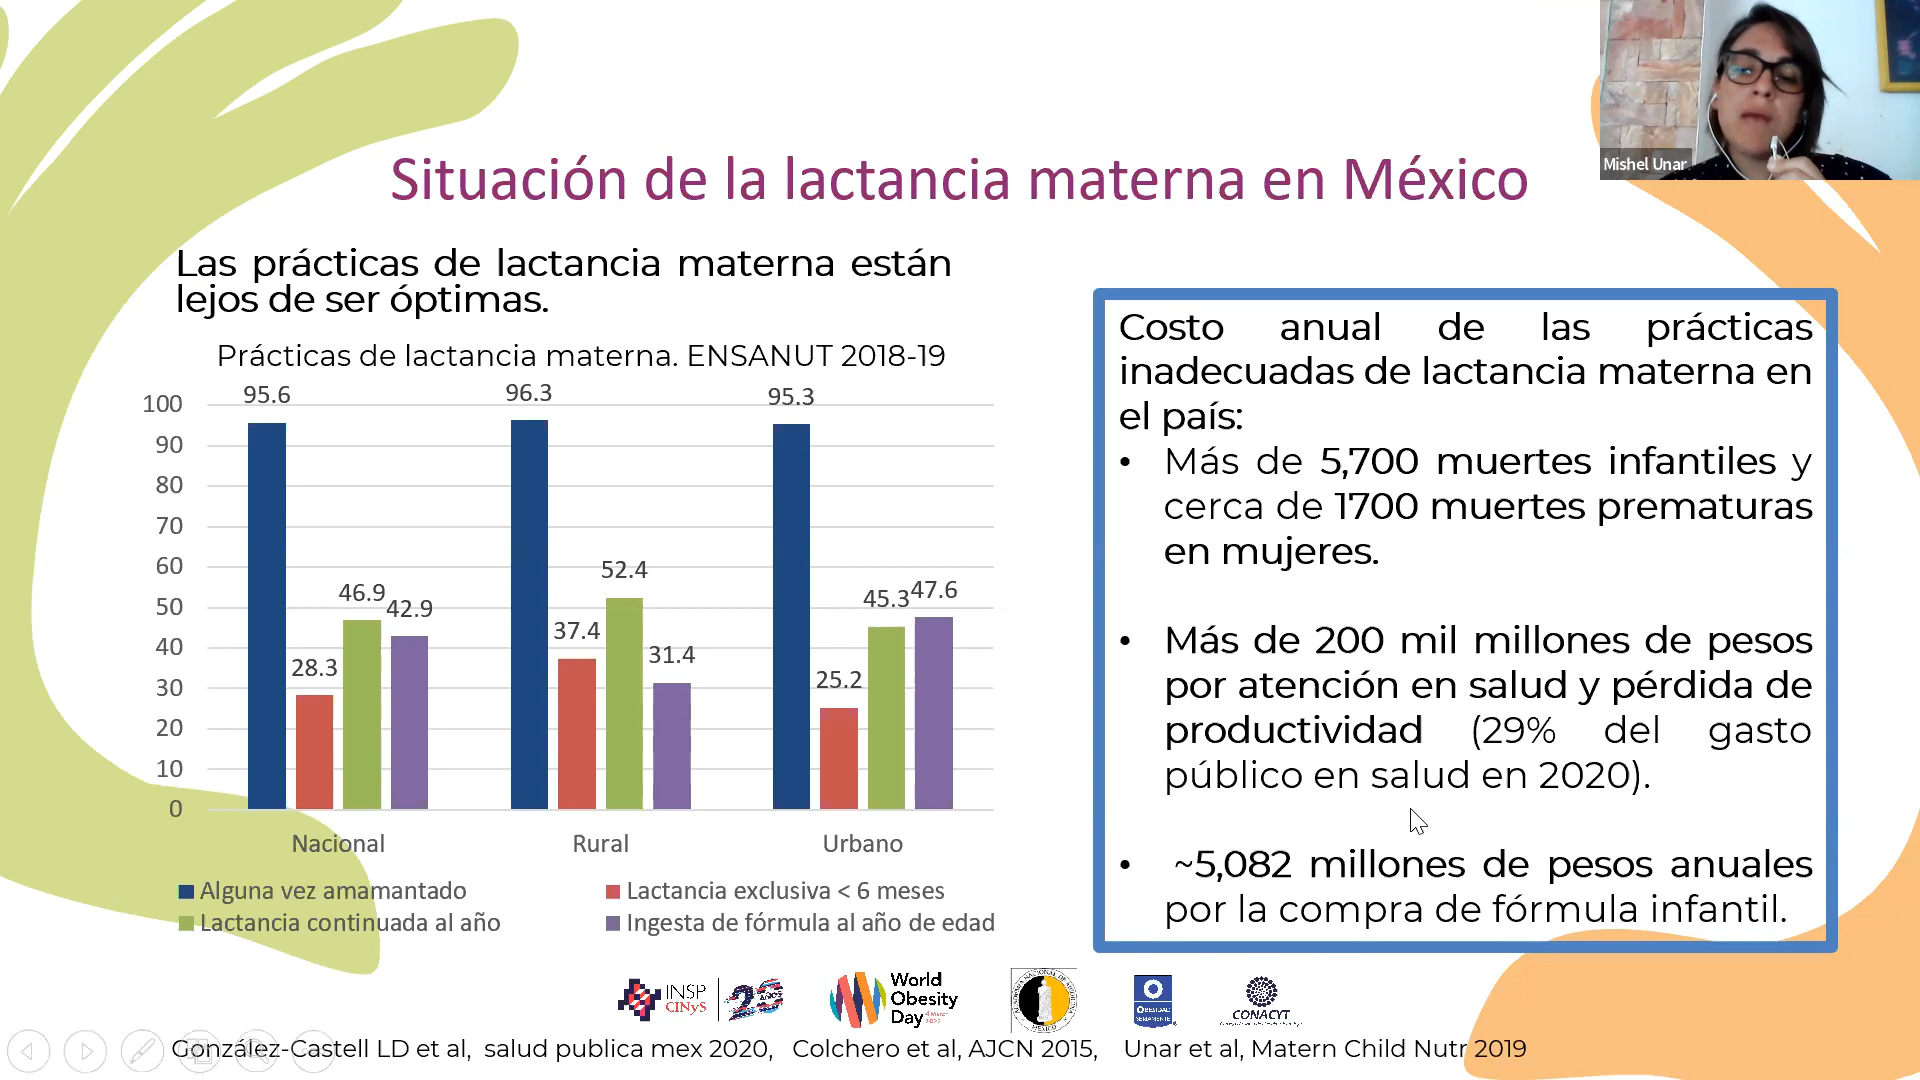 Mishel Unar
Situación de la lactancia materna en México
Las prácticas de lactancia materna están
lejos de ser óptimas.
Prácticas de lactancia materna. ENSANUT 2018-19
100
90
80
70
60
50
40
30
20
10
0
95.6
28.3
46.9
42.9
96.3
37.4
52.4
31.4
95.3
25.2
45.3
47.6
Nacional Rural Urbano
Alguna vez amamantado Lactancia exclusiva < 6 meses
Lactancia continuada al año Ingesta de fórmula al año de edad
Costo anual de las prácticas
inadecuadas de lactancia materna en
el país:
• Más de 5,700 muertes infantiles y
cerca de 1700 muertes prematuras
en mujeres.
• Más de 200 mil millones de pesos
por atención en salud y pérdida de
productividad (29% del gasto
público en salud en 2020).
• ~5,082 millones de pesos anuales
por la compra de fórmula infantil.
INSP
CINyS
25 AÑOS
World
Obesity
Day
MÉXICO
OBESIDAD
CONACYT
González-Castell LD et al, salud publica mex 2020, Colchero et al, AJCN 2015, Unar et al, Matern Child Nutr 2019